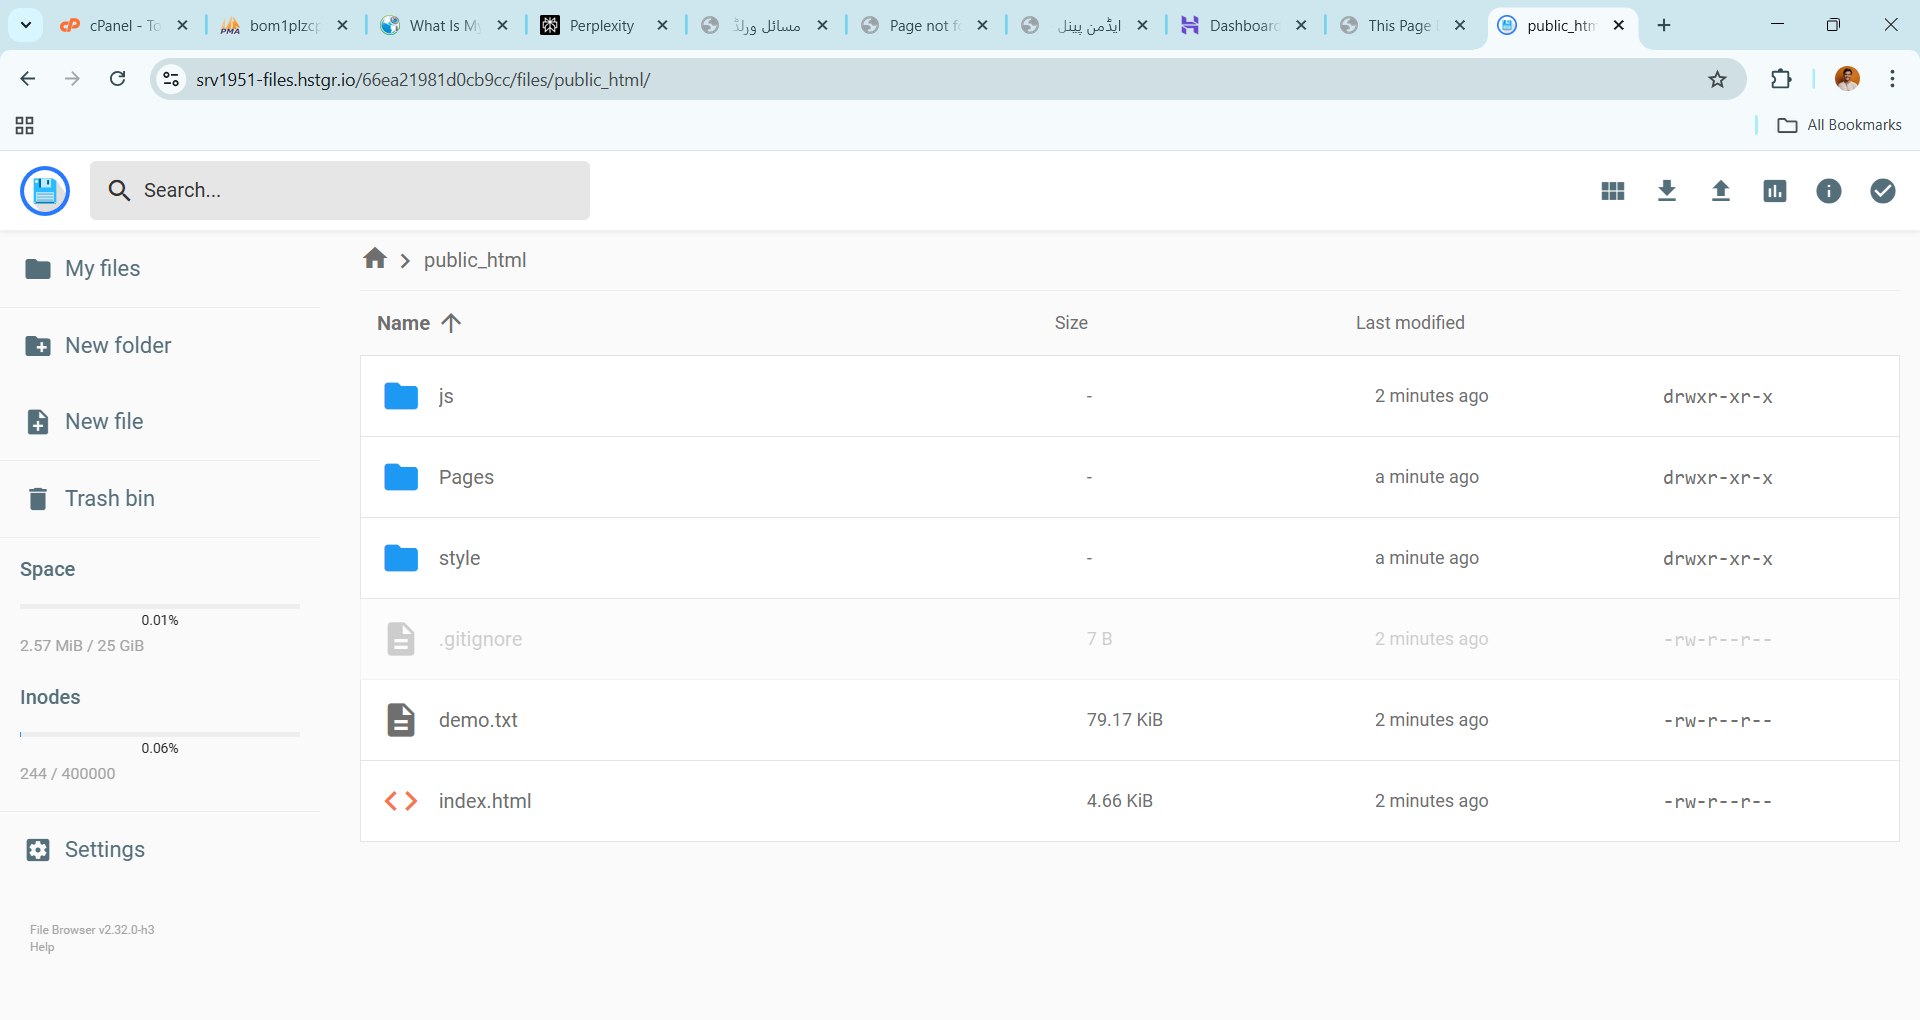 cPanel - To
bom1plzcp
What Is My
Perplexity
مسائل ورلڈ
Page not f
ایڈمن پینل
Dashboard
This Page
public_htm
srv1951-files.hstgr.io/66ea21981d0cb9cc/files/public_html/
All Bookmarks
Search...
My files
New folder
New file
Trash bin
Space
0.01%
2.57 MiB / 25 GiB
Inodes
0.06%
244 / 400000
Settings
File Browser v2.32.0-h3
Help
public_html
Name Size Last modified
js - 2 minutes ago drwxr-xr-x
Pages - a minute ago drwxr-xr-x
style - a minute ago drwxr-xr-x
.gitignore 7 B 2 minutes ago -rw-r--r--
demo.txt 79.17 KiB 2 minutes ago -rw-r--r--
index.html 4.66 KiB 2 minutes ago -rw-r--r--